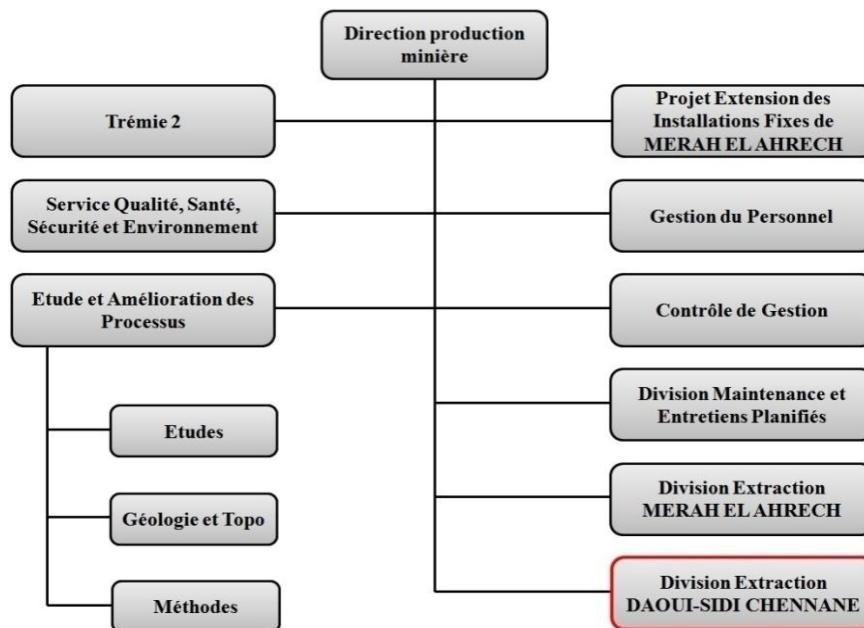 Direction production
minière
Trémie 2
Projet Extension des
Installations Fixes de
MERAH EL AHRECH
Service Qualité, Santé,
Sécurité et Environnement
Gestion du Personnel
Etude et Amélioration des
Processus
Contrôle de Gestion
Division Maintenance et
Entretiens Planifiés
Etudes
Division Extraction
MERAH EL AHRECH
Géologie et Topo
Division Extraction
DAOUI-SIDI CHENNANE
Méthodes